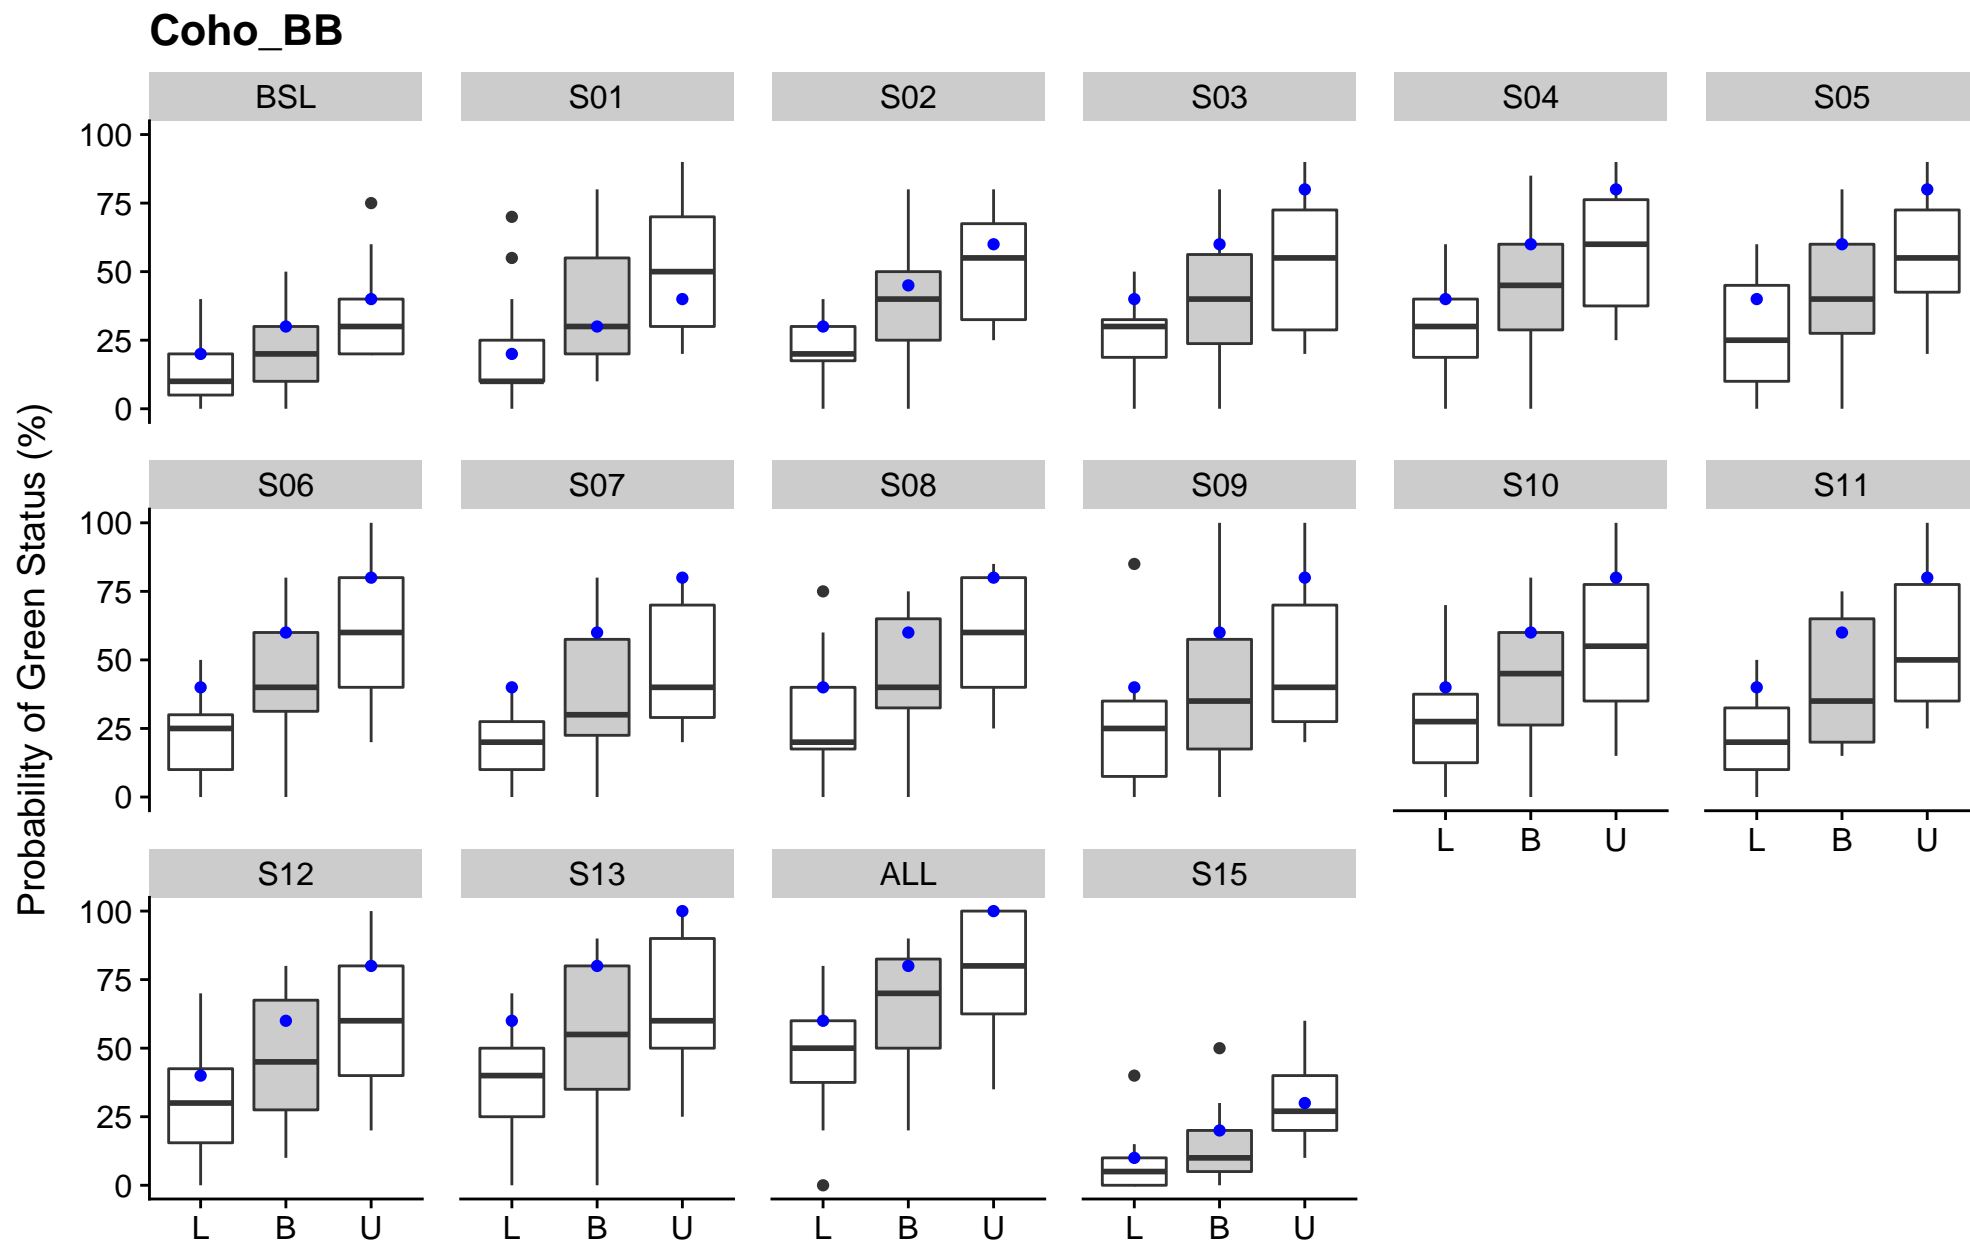 Coho_BB
BSL S01 S02 S03 S04 S05
100
75
50
25
0
Probability of Green Status (%)
S06 S07 S08 S09 S10 S11
100
75
50
25
0
L B U L B U
S12 S13 ALL S15
100
75
50
25
0
L B U L B U L B U L B U